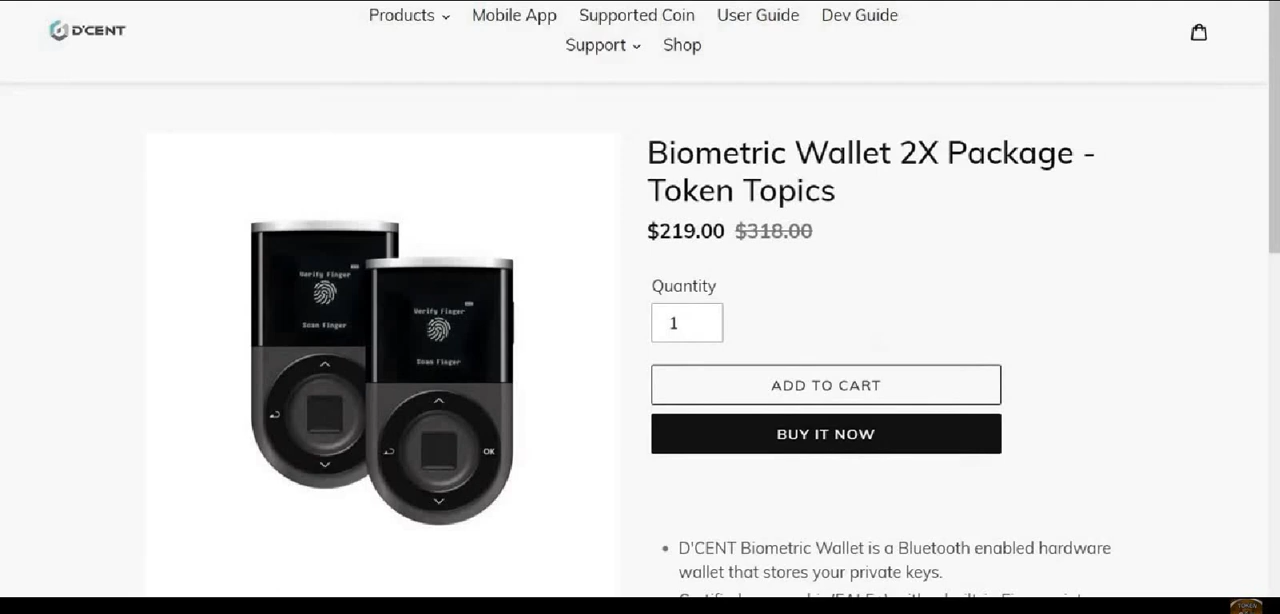 D'CENT
Products
Mobile App
Supported Coin
User Guide
Dev Guide
Support
Shop
Biometric Wallet 2X Package -
Token Topics
$219.00 $318.00
Quantity
1
ADD TO CART
BUY IT NOW
Verify Finger
Scan Finger
Verify Finger
Scan Finger
OK
D'CENT Biometric Wallet is a Bluetooth enabled hardware
wallet that stores your private keys.
TOKEN